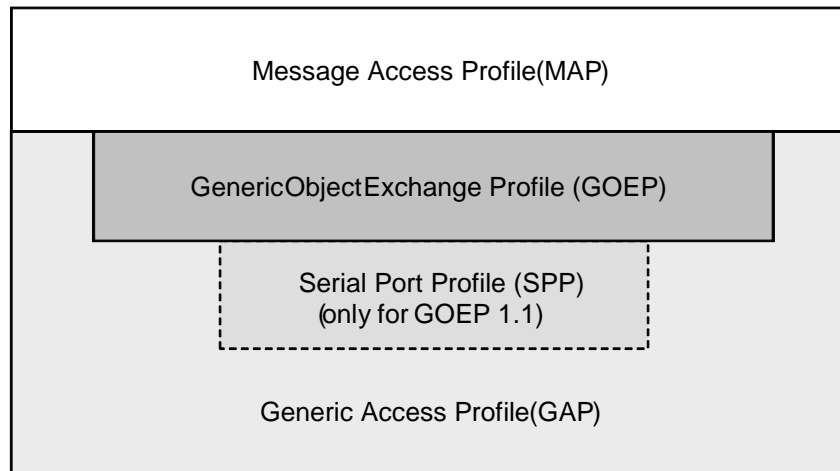 Message Access Profile(MAP)
GenericObjectExchange Profile (GOEP)
Serial Port Profile (SPP)
(only for GOEP 1.1)
Generic Access Profile(GAP)